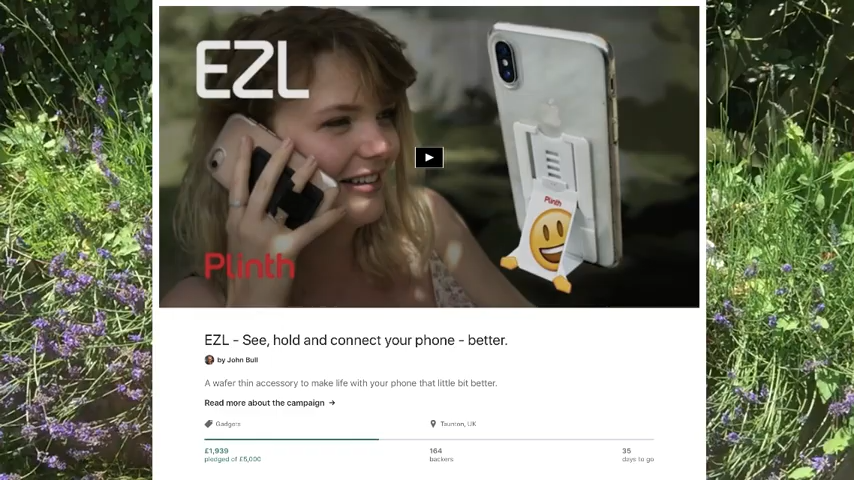 EZL
Plinth
Plinth
EZL - See, hold and connect your phone - better.
by John Bull
A wafer thin accessory to make life with your phone that little bit better.
Read more about the campaign →
Gadgets
Taunton, UK
£1,939
pledged of £5,000
164
backers
35
days to go